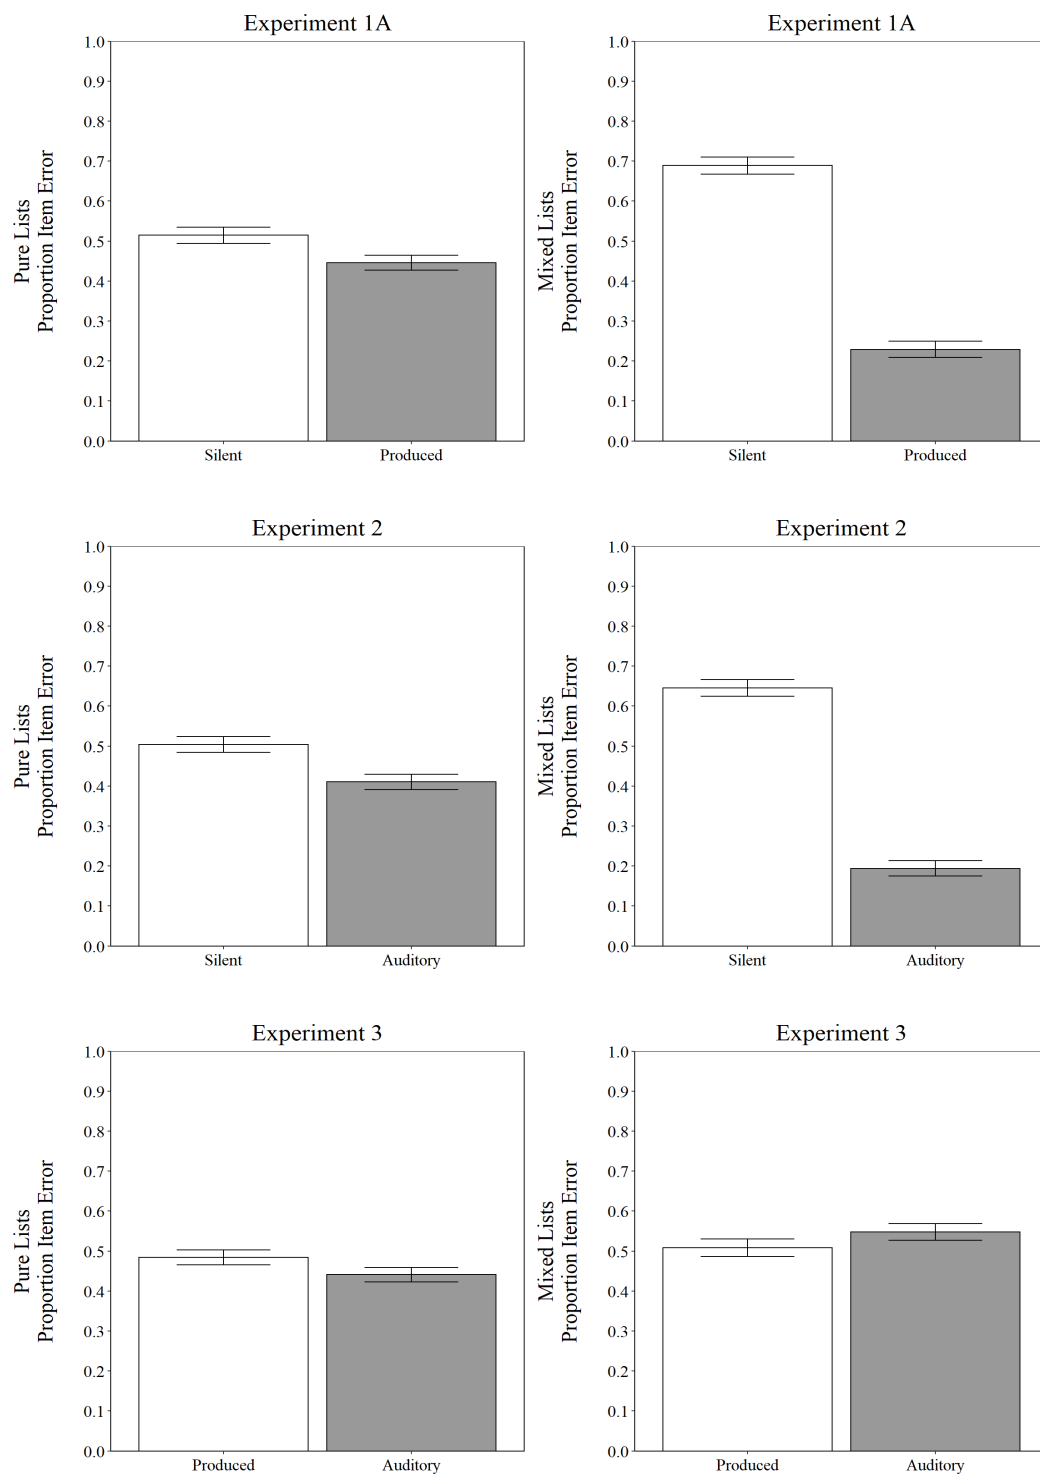 Experiment 1A
Pure Lists
Proportion Item Error
1.0
0.9
0.8
0.7
0.6
0.5
0.4
0.3
0.2
0.1
0.0
Silent Produced
Experiment 1A
Mixed Lists
Proportion Item Error
1.0
0.9
0.8
0.7
0.6
0.5
0.4
0.3
0.2
0.1
0.0
Silent Produced
Experiment 2
Pure Lists
Proportion Item Error
1.0
0.9
0.8
0.7
0.6
0.5
0.4
0.3
0.2
0.1
0.0
Silent Auditory
Experiment 2
Mixed Lists
Proportion Item Error
1.0
0.9
0.8
0.7
0.6
0.5
0.4
0.3
0.2
0.1
0.0
Silent Auditory
Experiment 3
Pure Lists
Proportion Item Error
1.0
0.9
0.8
0.7
0.6
0.5
0.4
0.3
0.2
0.1
0.0
Produced Auditory
Experiment 3
Mixed Lists
Proportion Item Error
1.0
0.9
0.8
0.7
0.6
0.5
0.4
0.3
0.2
0.1
0.0
Produced Auditory